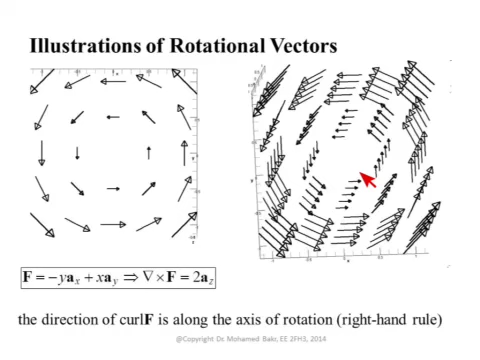 Illustrations of Rotational Vectors
F = −yaₓ + xa_y ⇒ ∇×F = 2a_z
the direction of curlF is along the axis of rotation (right-hand rule)
@Copyright Dr. Mohamed Bakr, EE 2FH3, 2014